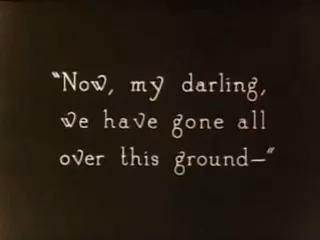 "Now, my darling,
we have gone all
over this ground—"